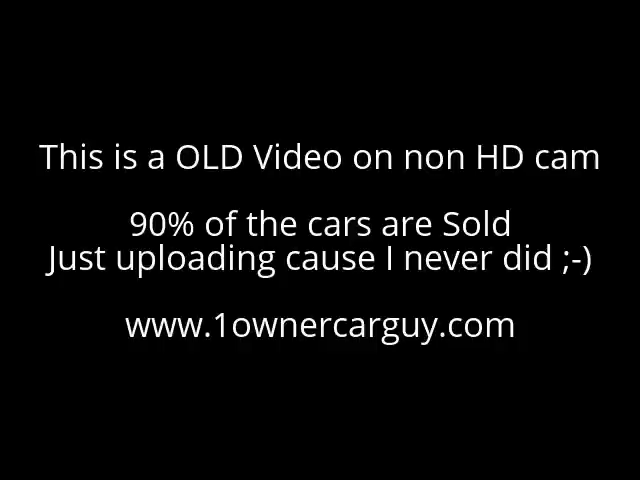 This is a OLD Video on non HD cam
90% of the cars are Sold
Just uploading cause I never did ;-)
www.1ownercarguy.com